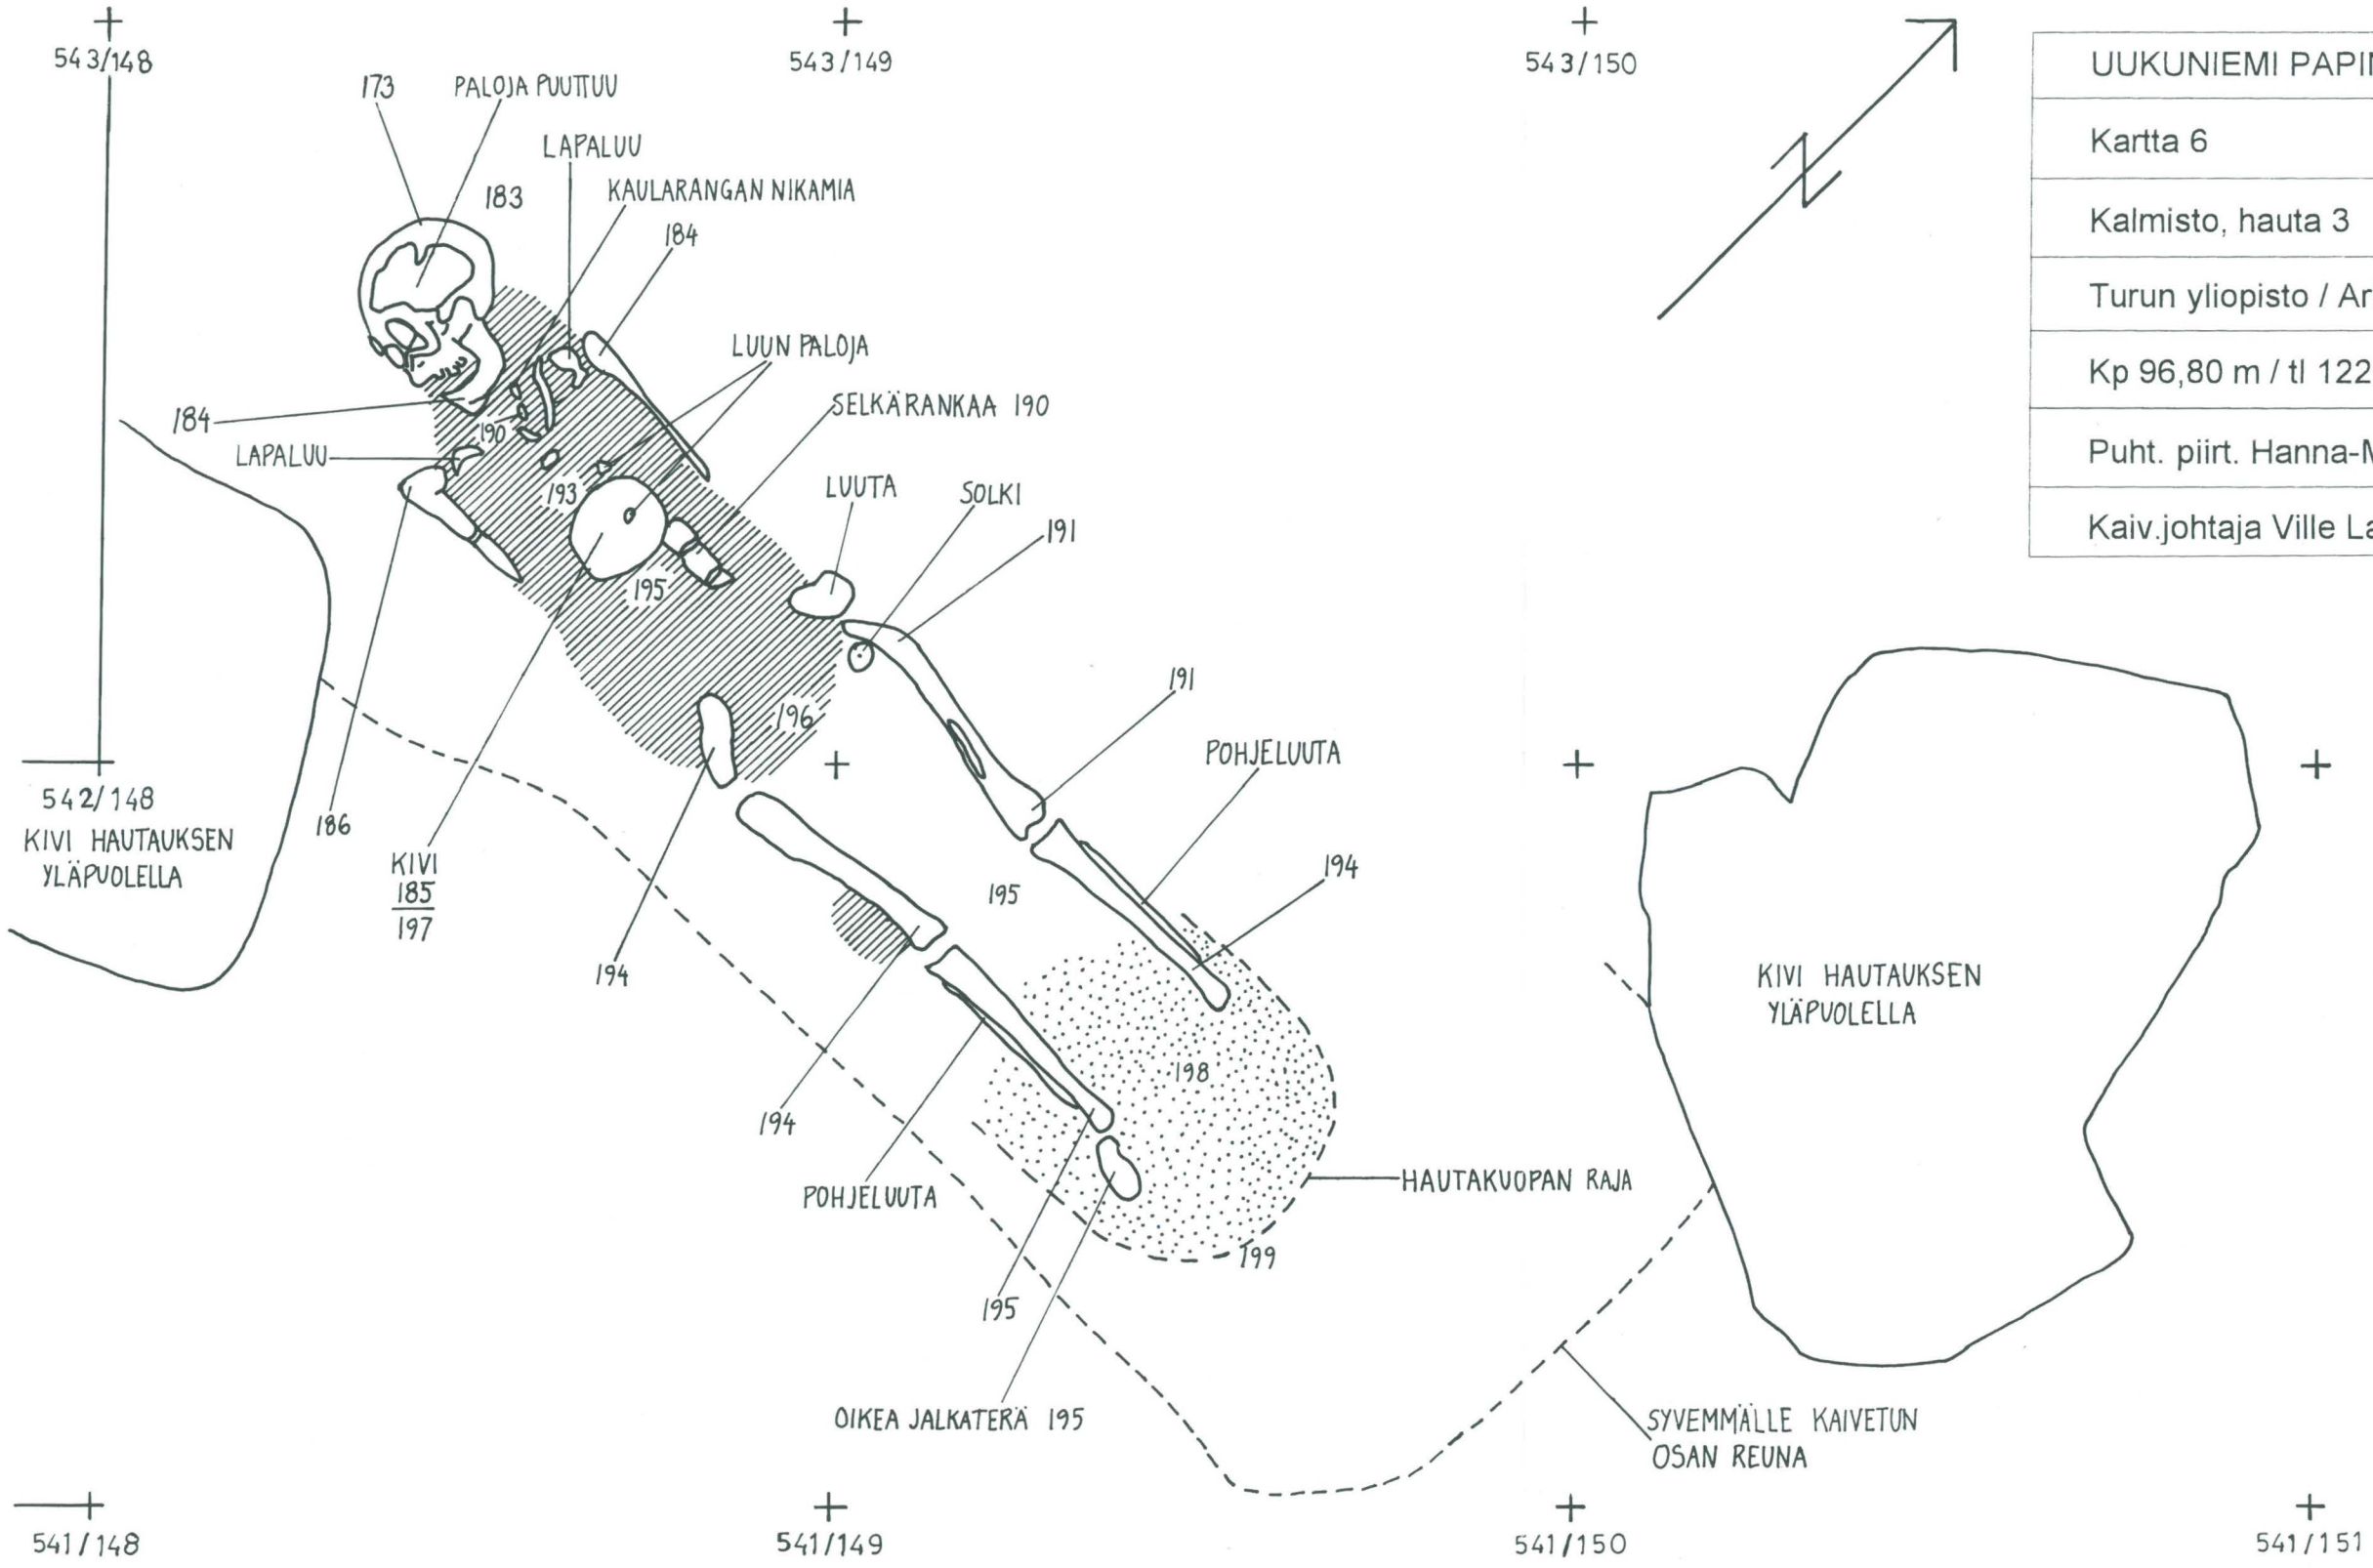 543/148
543/149
543/150
UUKUNIEMI
Kartta 6
Kalmisto, hauta 3
Turun yliopisto /
Kp 96,80 m / tl 122
Puht. piirt.
Kaiv.johtaja Ville
173
PALOJA PUUTTUU
LAPALUU
183
KAULARANGAN NIKAMIA
184
LUUN PALOJA
SELKÄRANKAA 190
184
190
LAPALUU
193
LUUTA
SOLKI
191
195
191
196
POHJELUUTA
542/148
KIVI HAUTAUKSEN
YLÄPUOLELLA
186
KIVI
185
197
194
195
194
KIVI HAUTAUKSEN
YLÄPUOLELLA
198
194
POHJELUUTA
HAUTAKUOPAN RAJA
199
195
OIKEA JALKATERÄ 195
SYVEMMÄLLE KAIVETUN
OSAN REUNA
541/148
541/149
541/150
541/151